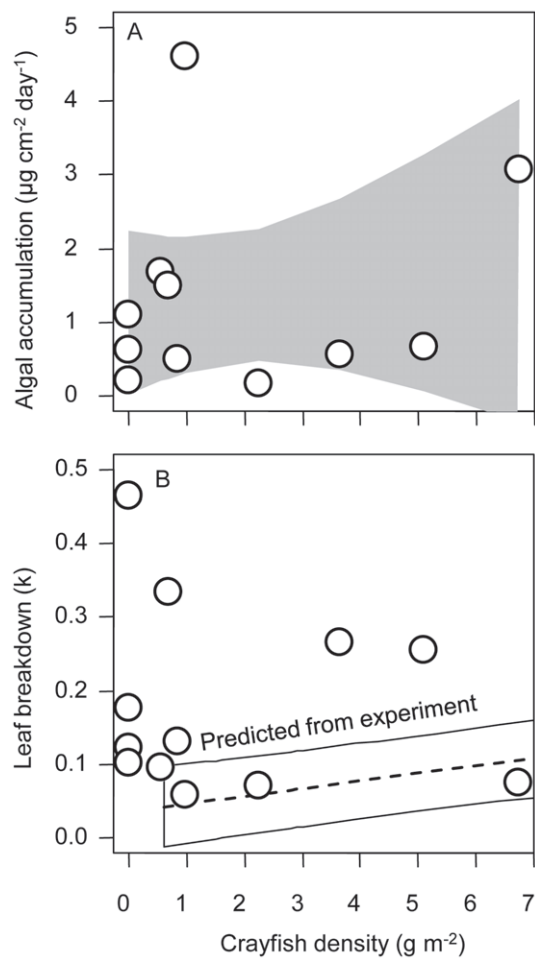 A
5
4
3
2
1
0
Algal accumulation (µg cm⁻² day⁻¹)
B
0.5
0.4
0.3
0.2
0.1
0.0
Leaf breakdown (k)
Predicted from experiment
0 1 2 3 4 5 6 7
Crayfish density (g m⁻²)